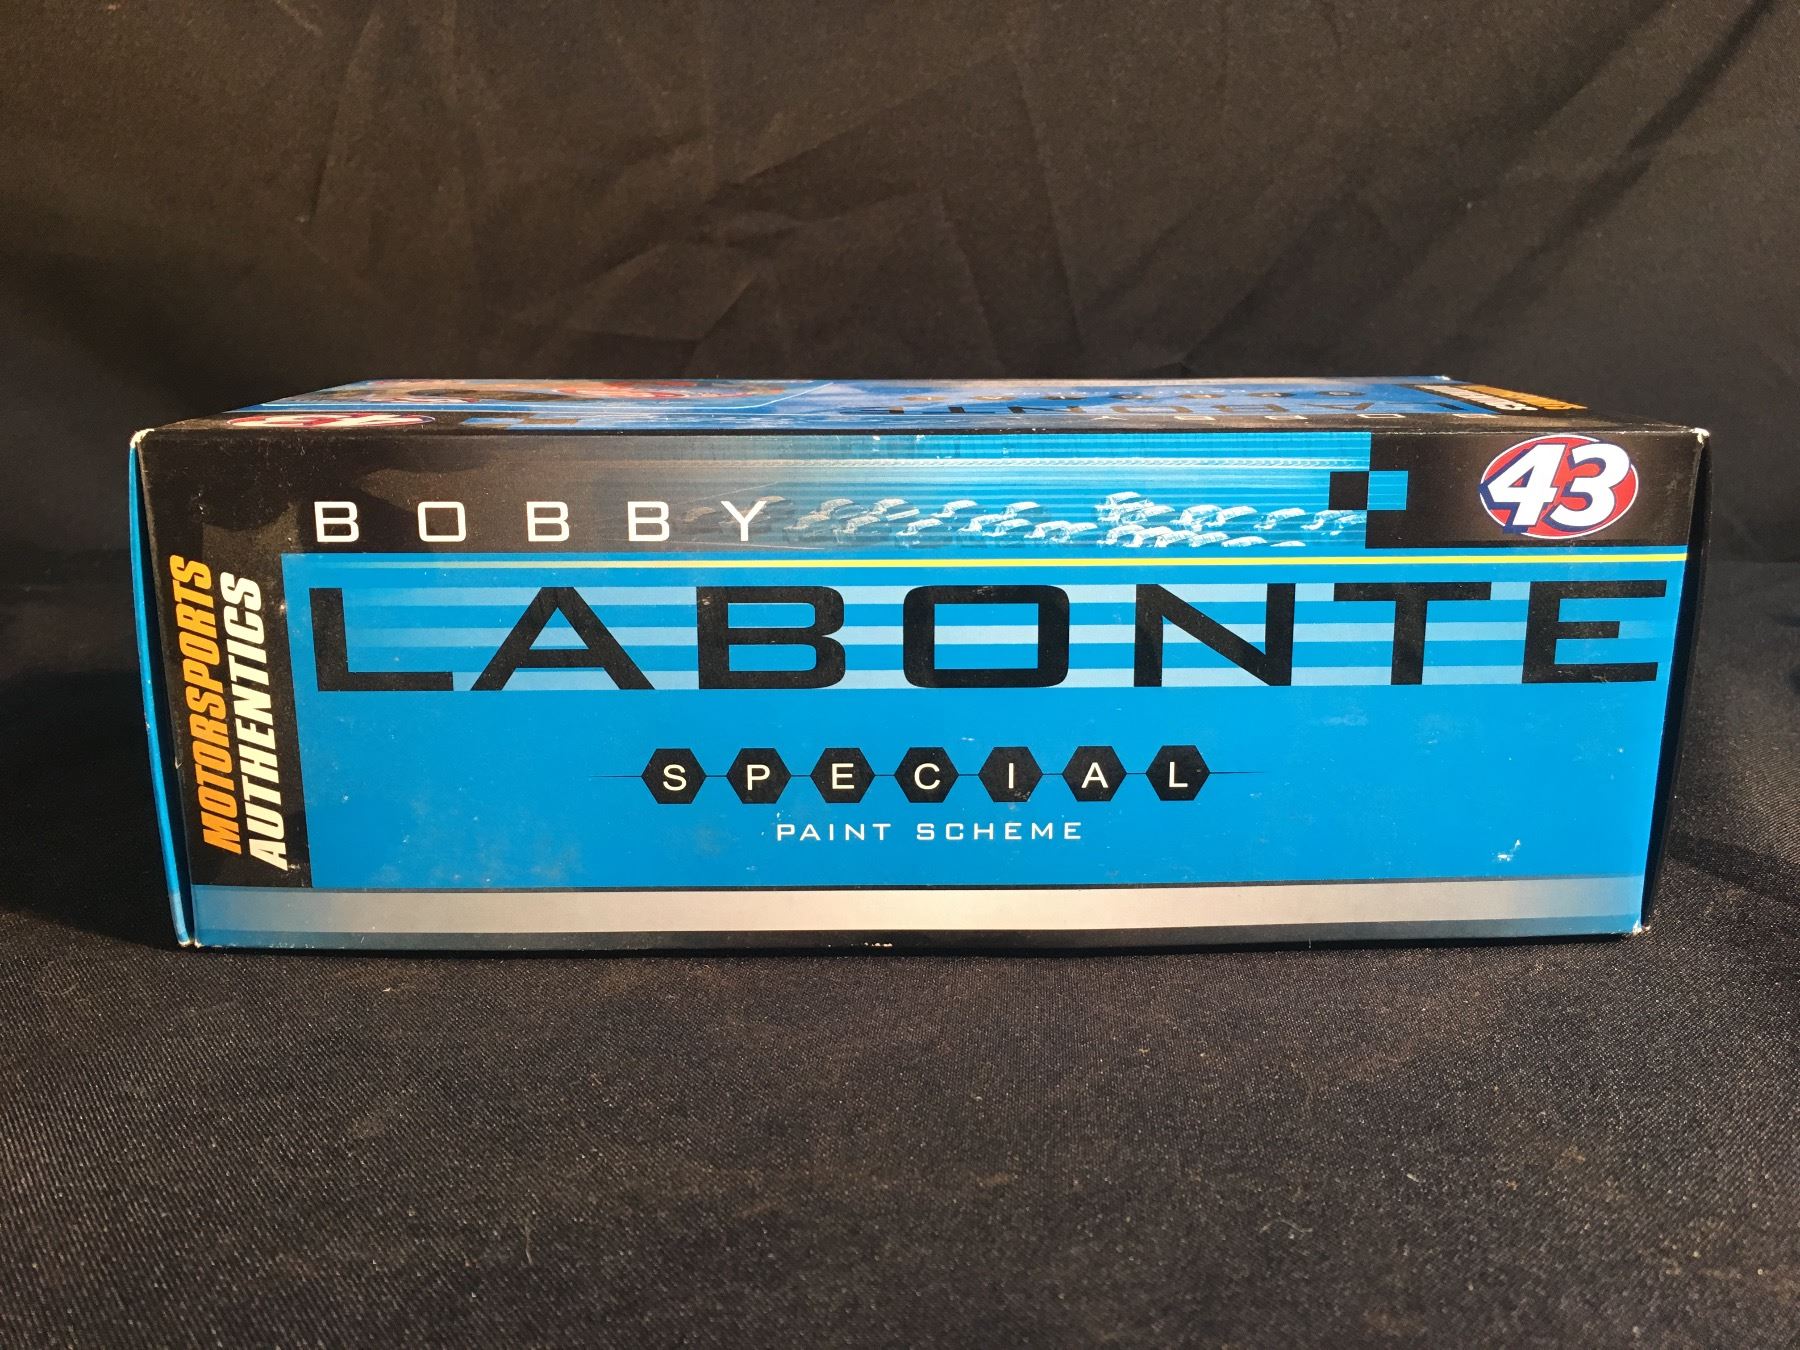 BOBBY
43
LABONTE
SPECIAL
PAINT SCHEME
MOTORSPORTS
AUTHENTICS